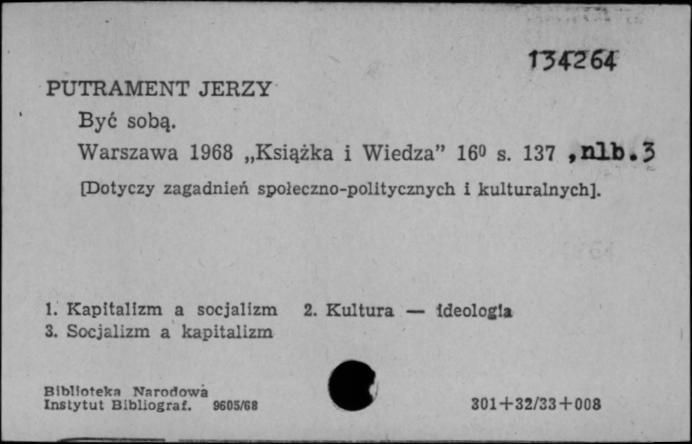 134264
PUTRAMENT JERZY
Być sobą.
Warszawa 1968 „Książka i Wiedza” 16⁰ s. 137 ,nlb.3
[Dotyczy zagadnień społeczno-politycznych i kulturalnych].
1. Kapitalizm a socjalizm 2. Kultura — ideologia
3. Socjalizm a kapitalizm
Biblioteka Narodowa
Instytut Bibliograf. 9605/68
301+32/33+008